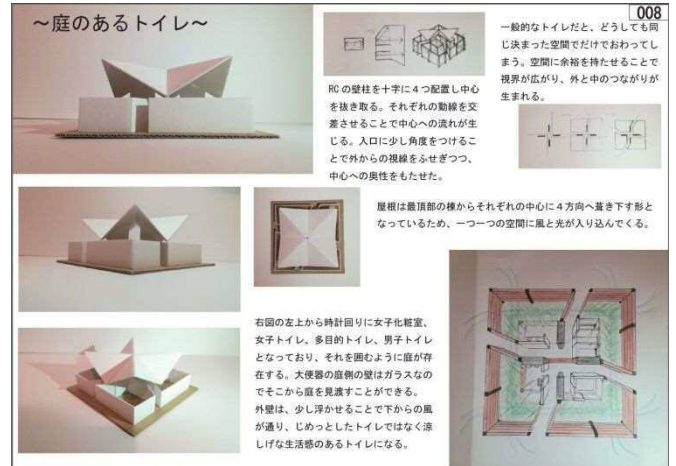 ～庭のあるトイレ～
008
一般的なトイレだと、どうしても同
じ決まった空間でだけでおわってし
まう。空間に余裕を持たせることで
視界が広がり、外と中のつながりが
生まれる。
RCの壁柱を十字に４つ配置し中心
を抜き取る。それぞれの動線を交
差させることで中心への流れが生
じる。入口に少し角度をつけるこ
とで外からの視線をふせぎつつ、
中心への奥性をもたせた。
屋根は最頂部の棟からそれぞれの中心に４方向へ葺き下す形と
なっているため、一つ一つの空間に風と光が入り込んでくる。
右図の左上から時計回りに女子化粧室、
女子トイレ、多目的トイレ、男子トイレ
となっており、それを囲むように庭が存
在する。大便器の庭側の壁はガラスなの
でそこから庭を見渡すことができる。
外壁は、少し浮かせることで下からの風
が通り、じめっとしたトイレではなく涼
しげな生活感のあるトイレになる。